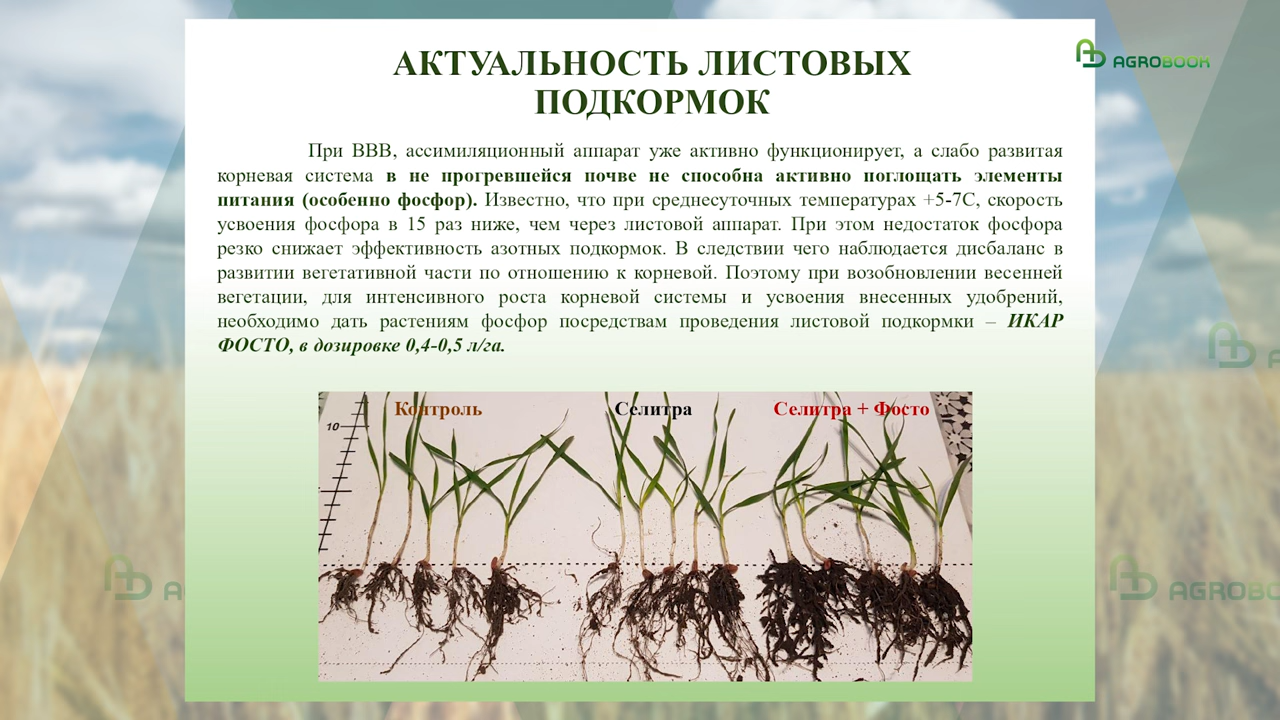 АКТУАЛЬНОСТЬ ЛИСТОВЫХ
ПОДКОРМОК
AGROBOOK
При ВВВ, ассимиляционный аппарат уже активно функционирует, а слабо развитая
корневая система в не прогревшейся почве не способна активно поглощать элементы
питания (особенно фосфор). Известно, что при среднесуточных температурах +5-7С, скорость
усвоения фосфора в 15 раз ниже, чем через листовой аппарат. При этом недостаток фосфора
резко снижает эффективность азотных подкормок. В следствии чего наблюдается дисбаланс в
развитии вегетативной части по отношению к корневой. Поэтому при возобновлении весенней
вегетации, для интенсивного роста корневой системы и усвоения внесенных удобрений,
необходимо дать растениям фосфор посредствам проведения листовой подкормки – ИКАР
ФОСТО, в дозировке 0,4-0,5 л/га.
Контроль
Селитра
Селитра + Фосто
10
A
A
AGROBO